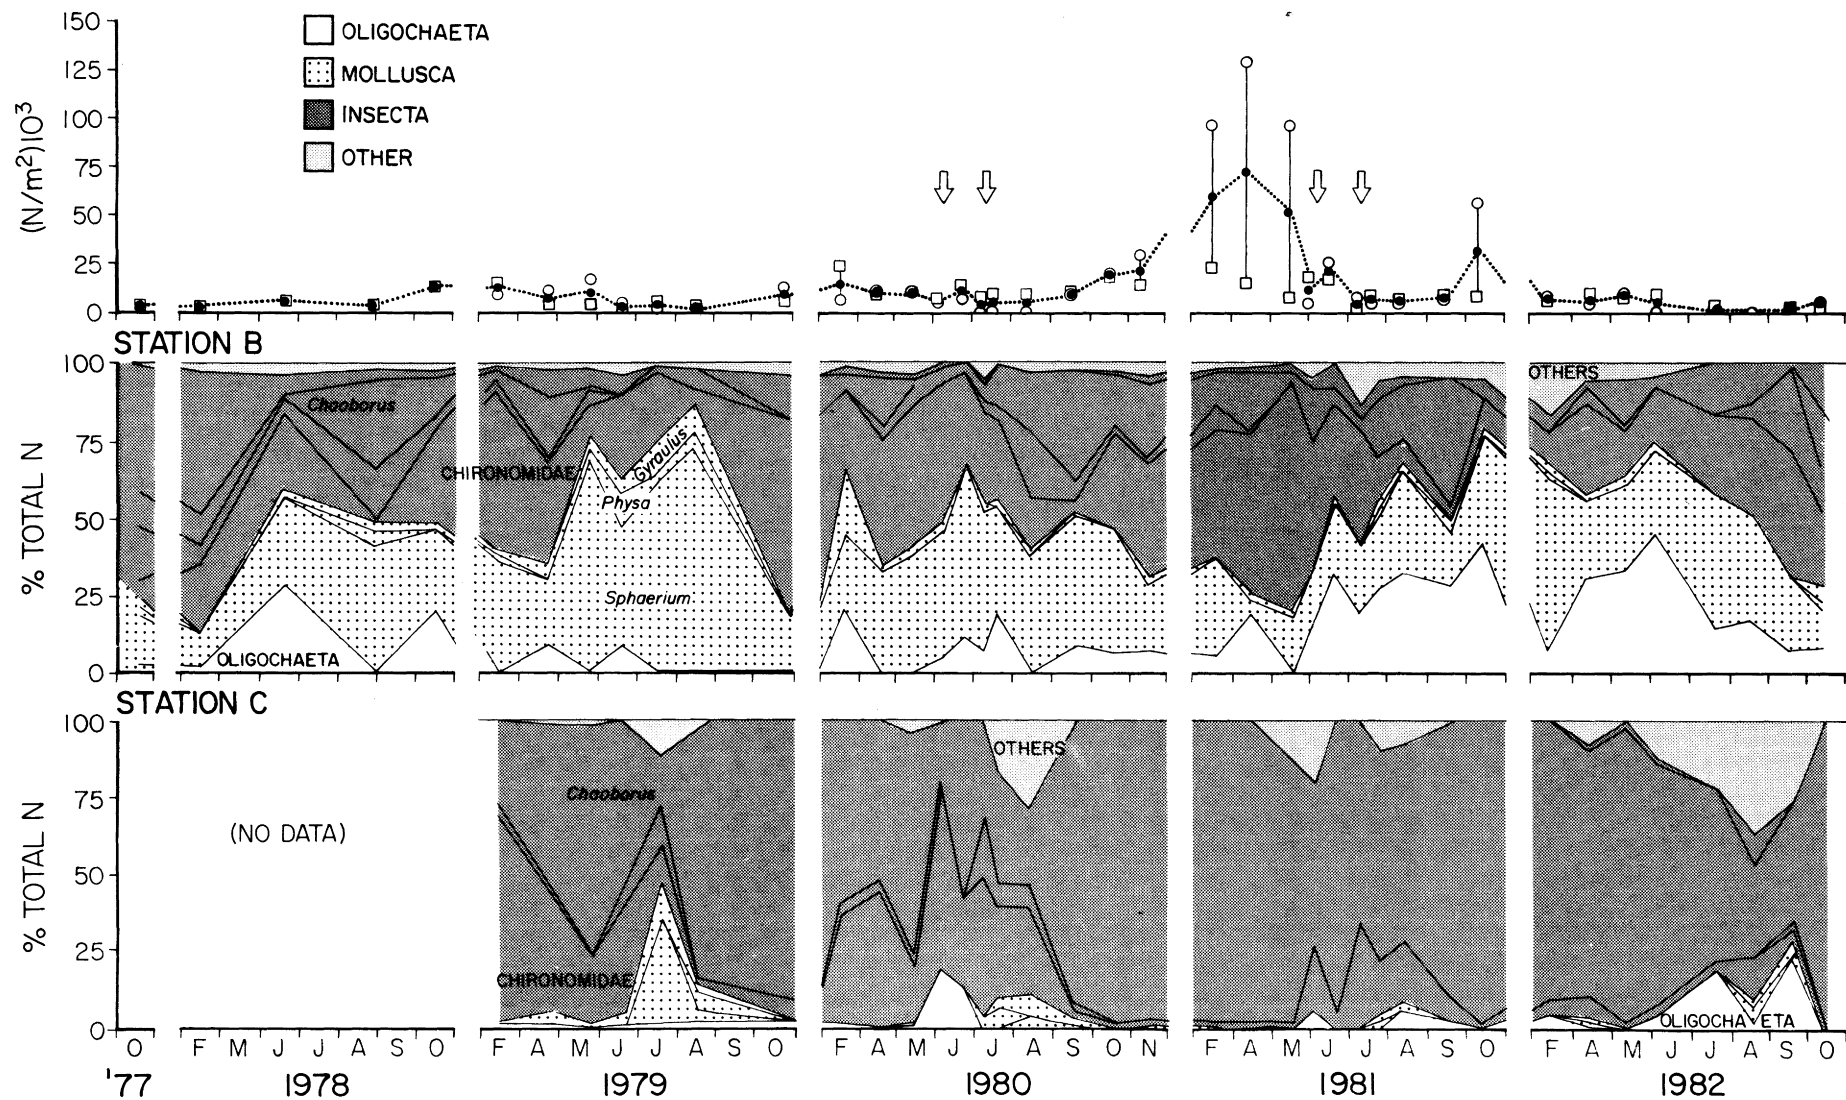 150
125
100
75
50
25
0
(N/m²)10³
OLIGOCHAETA
MOLLUSCA
INSECTA
OTHER
STATION B
100
75
50
25
0
% TOTAL N
Chaoborus
OLIGOCHAETA
CHIRONOMIDAE
Gyraulus
Physa
Sphaerium
OTHERS
STATION C
100
75
50
25
0
% TOTAL N
(NO DATA)
Chaoborus
CHIRONOMIDAE
OTHERS
OLIGOCHAETA
O F M J J A S O F A M J J A O F A M J J A S O N F A M J J A S O F A M J J A S O
'77 1978 1979 1980 1981 1982